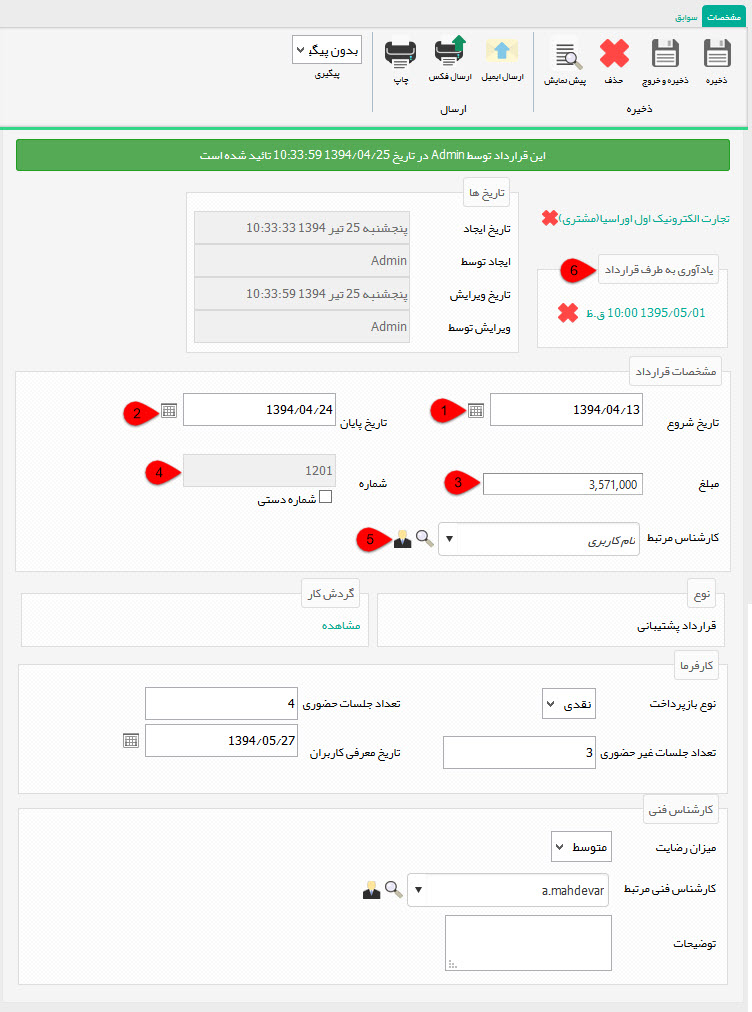 مشخصات
سوابق
ذخیره
ذخیره و خروج
حذف
پیش نمایش
ذخیره
ارسال ایمیل
ارسال فکس
چاپ
ارسال
بدون پیگی
پیگیری
این قرارداد توسط Admin در تاریخ 1394/04/25 10:33:59 تائید شده است
تجارت الکترونیک اول اوراسیا(مشتری)
یادآوری به طرف قرارداد
6
1395/05/01 10:00 ق.ظ
تاریخ ها
تاریخ ایجاد
پنجشنبه 25 تیر 1394 10:33:33
ایجاد توسط
Admin
تاریخ ویرایش
پنجشنبه 25 تیر 1394 10:33:59
ویرایش توسط
Admin
مشخصات قرارداد
تاریخ شروع
1394/04/13
1
تاریخ پایان
1394/04/24
2
مبلغ
3,571,000
3
شماره
1201
4
شماره دستی
کارشناس مرتبط
نام کاربری
5
نوع
قرارداد پشتیبانی
گردش کار
مشاهده
کارفرما
نوع بازپرداخت
نقدی
تعداد جلسات حضوری
4
تعداد جلسات غیر حضوری
3
تاریخ معرفی کاربران
1394/05/27
کارشناس فنی
میزان رضایت
متوسط
کارشناس فنی مرتبط
a.mahdevar
توضیحات